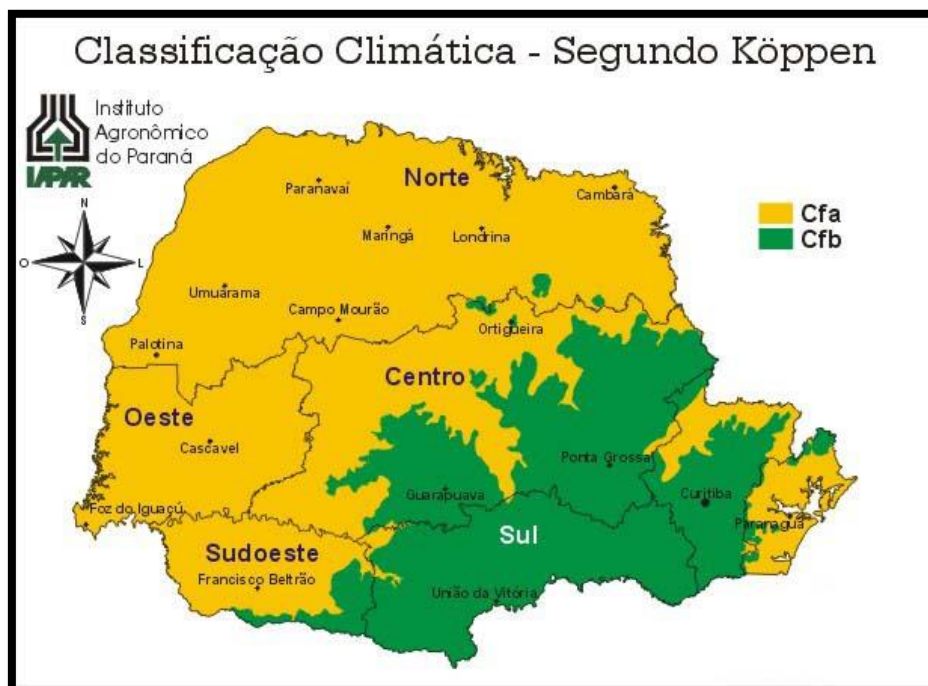 Classificação Climática - Segundo Köppen
Instituto
Agronômico
do Paraná
IAPAR
N
O
L
S
Norte
Paranavaí
Cambará
Maringá
Londrina
Cfa
Cfb
Umuarama
Campo Mourão
Ortigueira
Palotina
Centro
Oeste
Cascavel
Ponta Grossa
Guarapuava
Curitiba
Foz do Iguaçú
Paranaguá
Sul
Sudoeste
Francisco Beltrão
União da Vitória